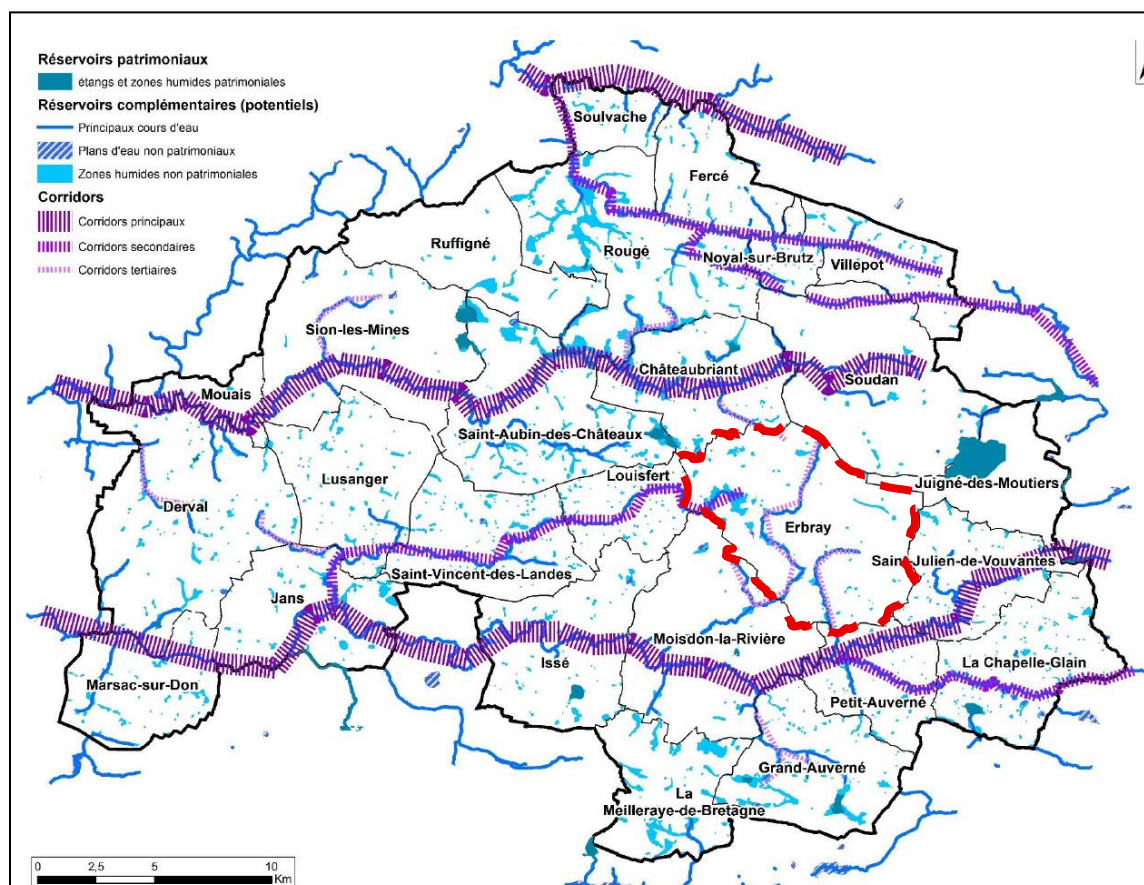 Réservoirs patrimoniaux
étangs et zones humides patrimoniales
Réservoirs complémentaires (potentiels)
Principaux cours d'eau
Plans d'eau non patrimoniaux
Zones humides non patrimoniales
Corridors
Corridors principaux
Corridors secondaires
Corridors tertiaires
Soulvache
Fercé
Ruffigné
Rougé
Noyal-sur-Brutz
Villepot
Sion-les-Mines
Châteaubriant
Soudan
Mouais
Saint-Aubin-des-Châteaux
Louisfert
Lusanger
Juigné-des-Moutiers
Derval
Erbray
Saint-Julien-de-Vouvantes
Saint-Vincent-des-Landes
Jans
Moisdon-la-Rivière
Issé
La Chapelle-Glain
Marsac-sur-Don
Petit-Auverné
Grand-Auverné
La
Meilleraye-de-Bretagne
0 2,5 5 10
Km